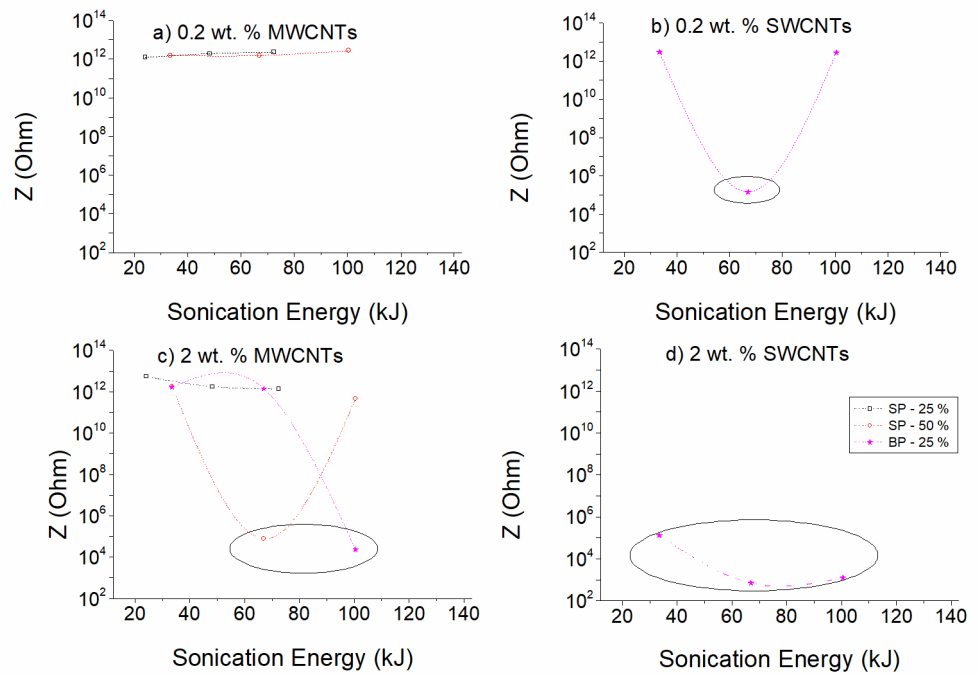 a) 0.2 wt. % MWCNTs
10^14
10^12
10^10
10^8
10^6
10^4
10^2
Z (Ohm)
20 40 60 80 100 120 140
Sonication Energy (kJ)
b) 0.2 wt. % SWCNTs
10^14
10^12
10^10
10^8
10^6
10^4
10^2
Z (Ohm)
20 40 60 80 100 120 140
Sonication Energy (kJ)
c) 2 wt. % MWCNTs
10^14
10^12
10^10
10^8
10^6
10^4
10^2
Z (Ohm)
20 40 60 80 100 120 140
Sonication Energy (kJ)
d) 2 wt. % SWCNTs
10^14
10^12
10^10
10^8
10^6
10^4
10^2
Z (Ohm)
SP - 25 %
SP - 50 %
BP - 25 %
20 40 60 80 100 120 140
Sonication Energy (kJ)